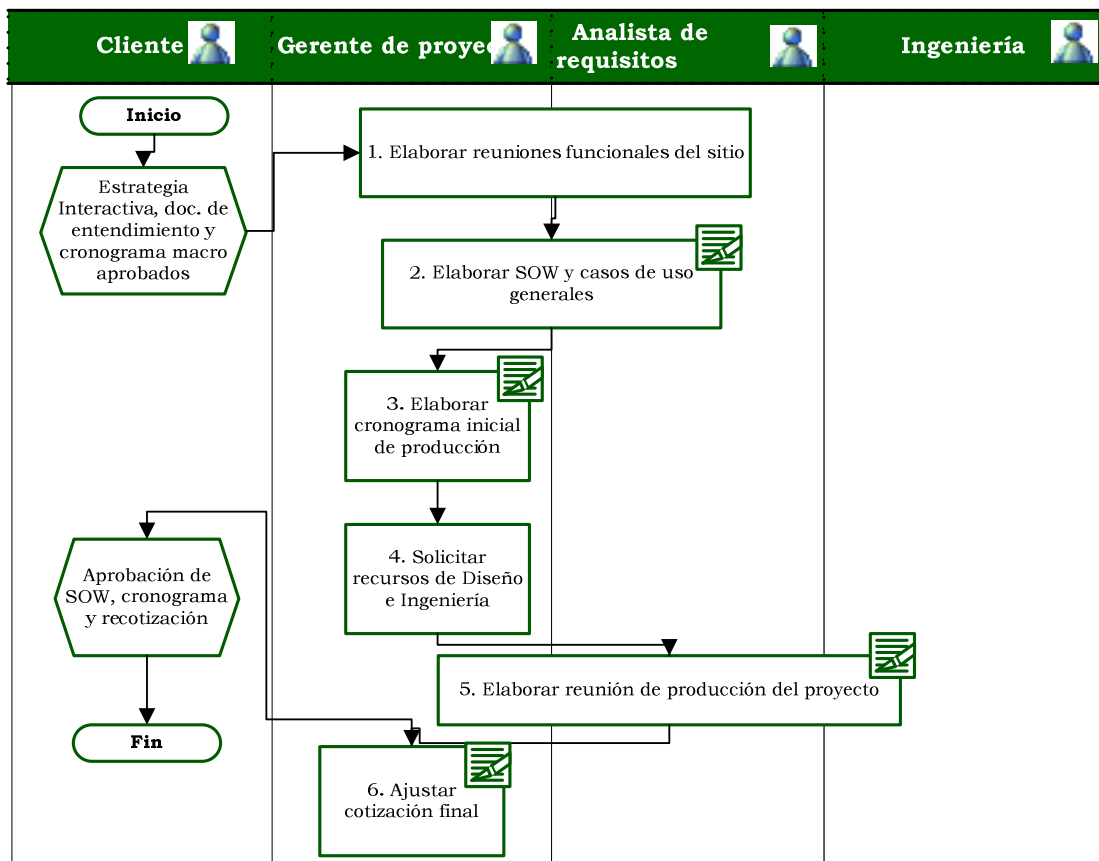 Cliente
Gerente de proyec
Analista de
requisitos
Ingeniería
Inicio
Estrategia
Interactiva, doc. de
entendimiento y
cronograma macro
aprobados
1. Elaborar reuniones funcionales del sitio
2. Elaborar SOW y casos de uso
generales
3. Elaborar
cronograma inicial
de producción
4. Solicitar
recursos de Diseño
e Ingeniería
Aprobación de
SOW, cronograma
y recotización
5. Elaborar reunión de producción del proyecto
Fin
6. Ajustar
cotización final